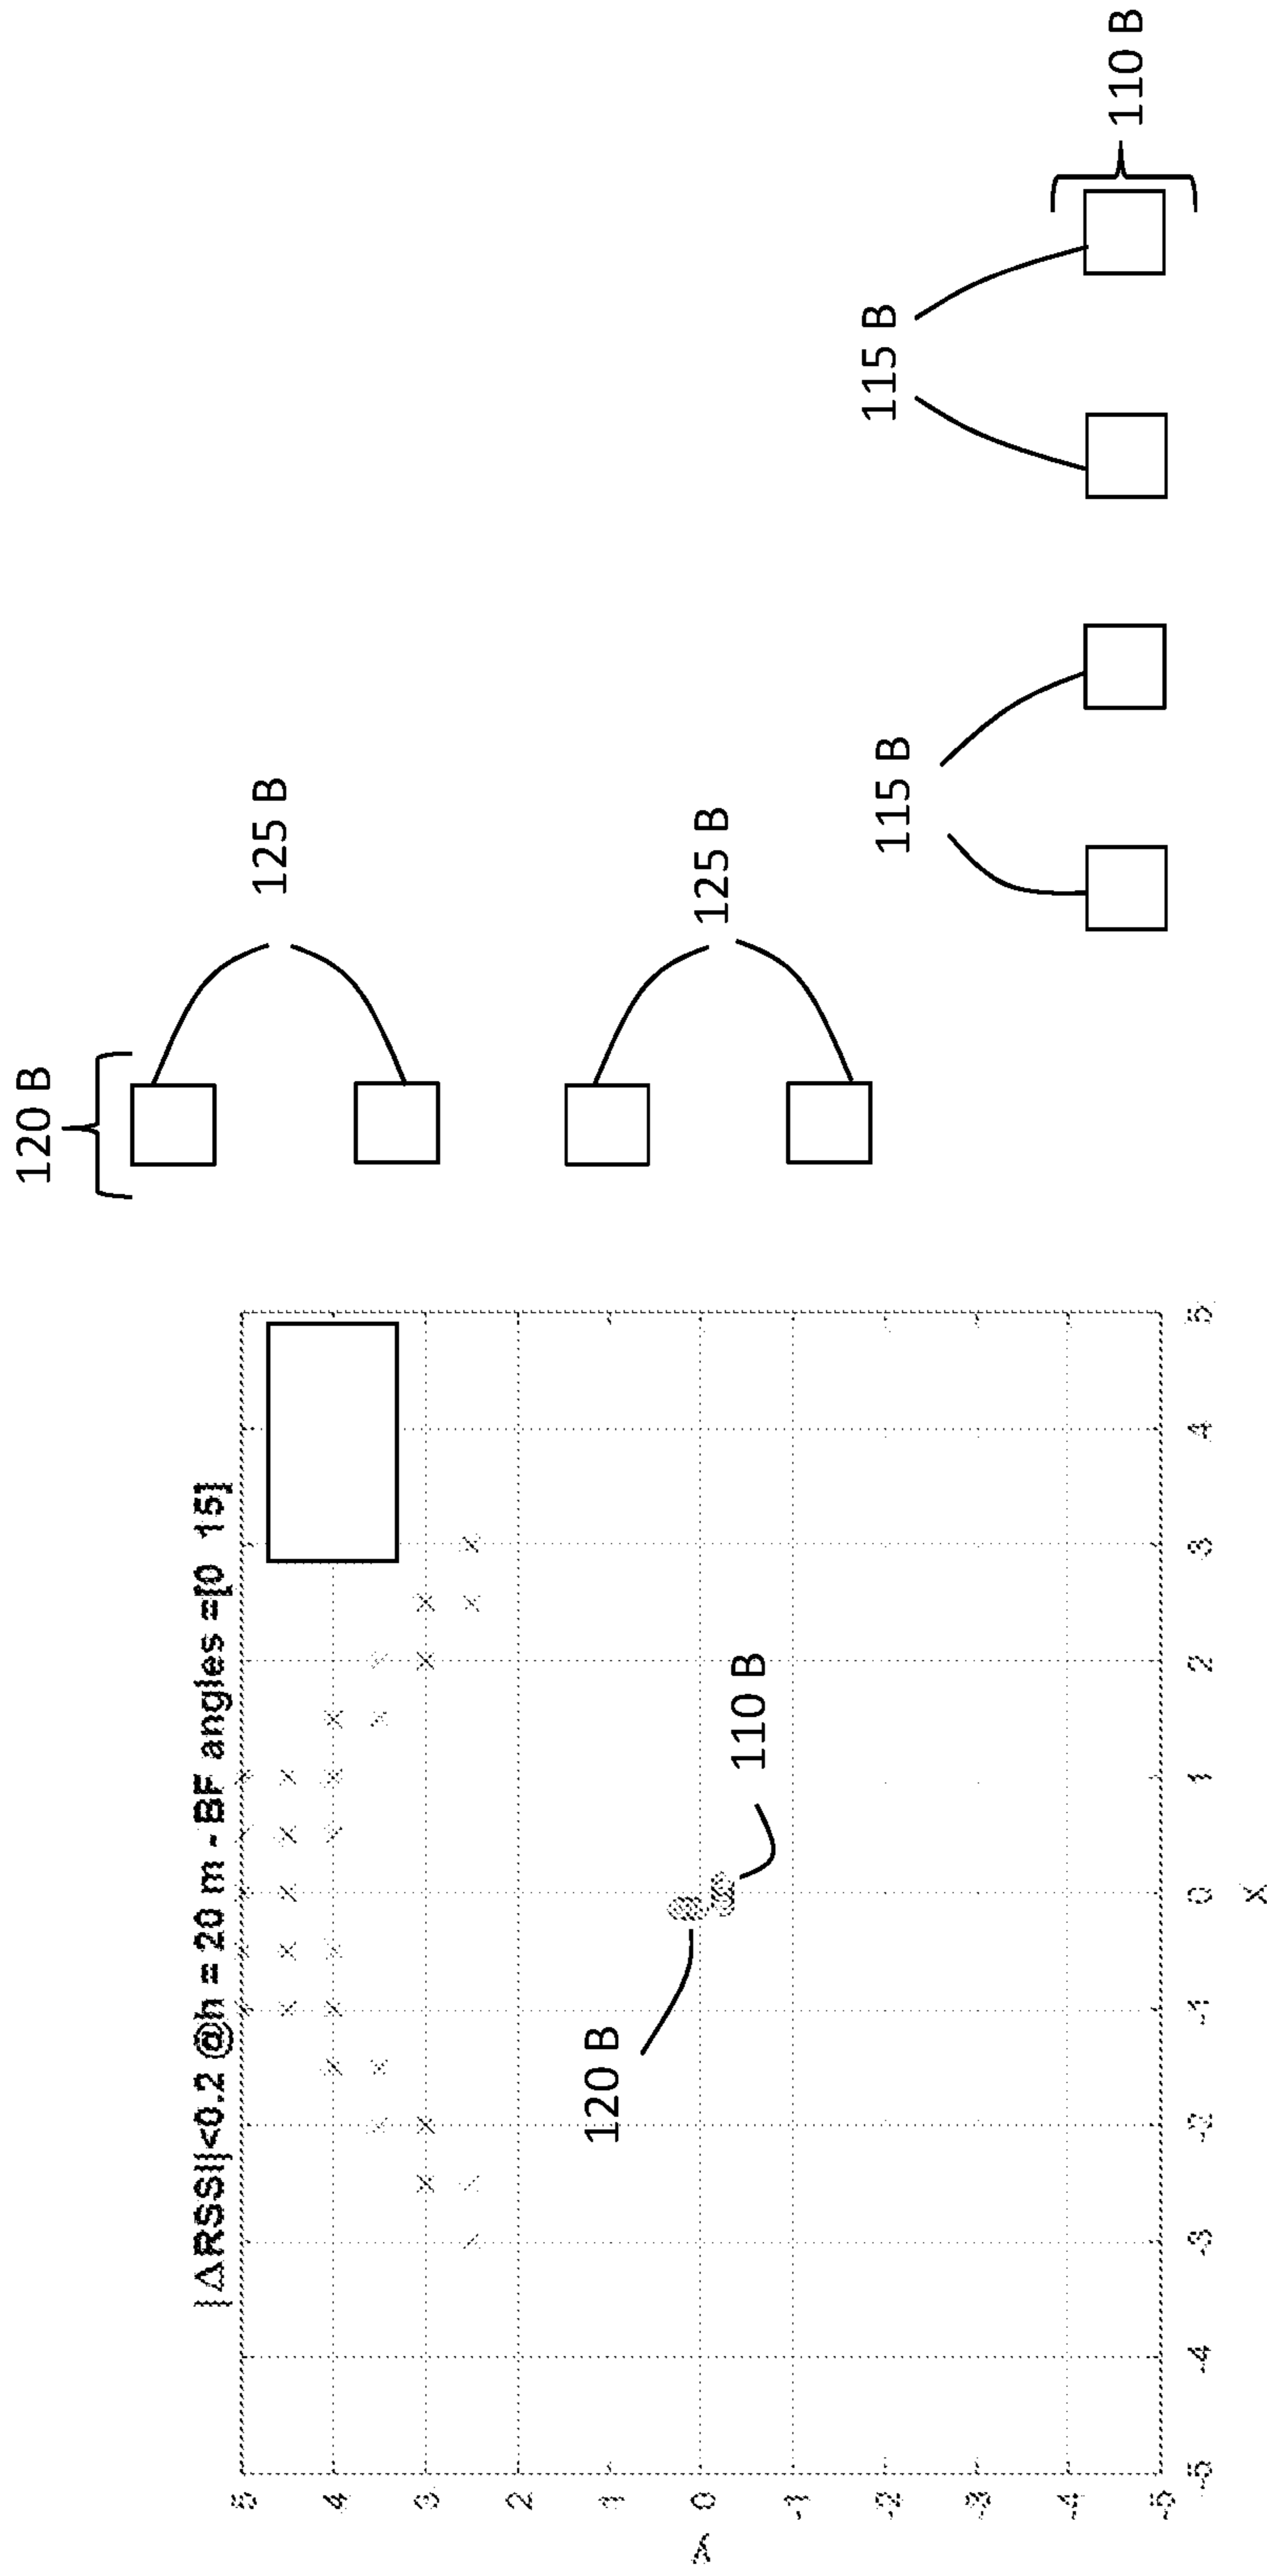 |ΔRSSI|<0.2 @h = 20 m - BF angles =[0 15]
5
4
3
2
1
0
-1
-2
-3
-4
-5
Y
120 B
110 B
-5 -4 -3 -2 -1 0 1 2 3 4 5
X
120 B
125 B
125 B
115 B
115 B
110 B